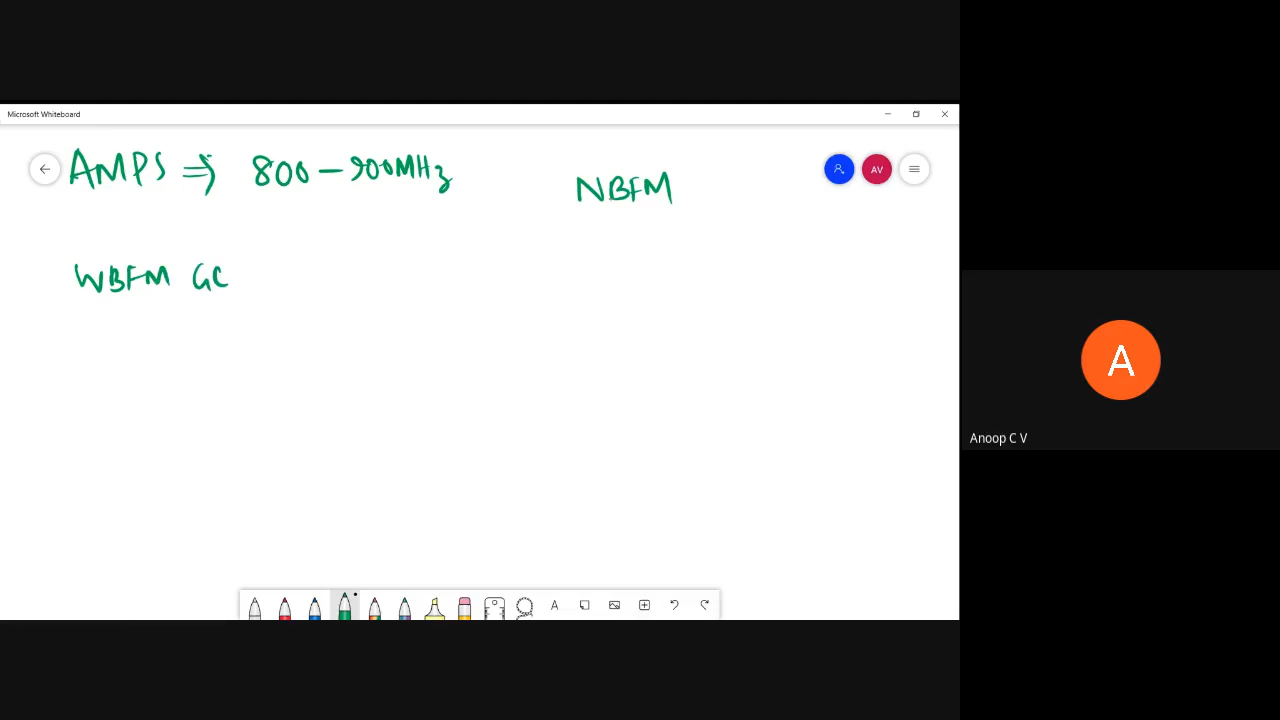 Microsoft Whiteboard
AMPS ⇒ 800 - 900MHz
NBFM
AV
WBFM GC
A
Anoop C V
A